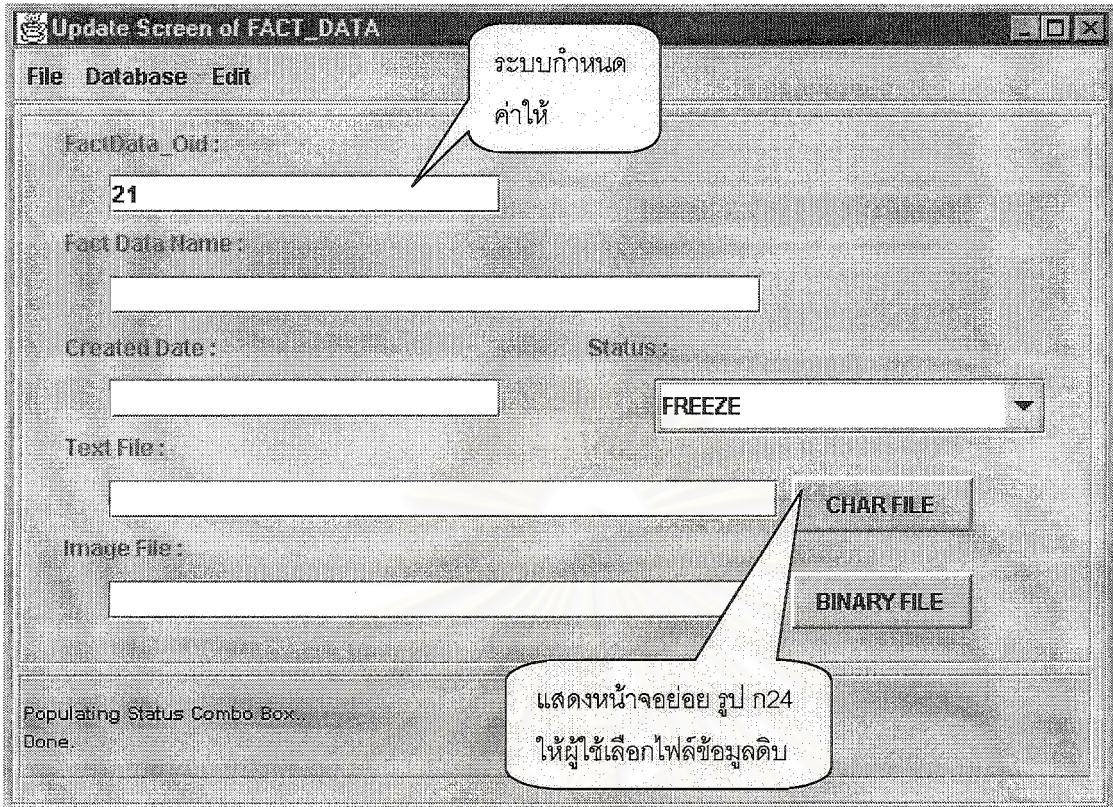 Update Screen of FACT_DATA
File Database Edit
ระบบกำหนด
ค่าให้
FactData_Oid :
21
Fact Data Name :
Created Date :
Status :
FREEZE
Text File :
CHAR FILE
Image File :
BINARY FILE
แสดงหน้าจอย่อย รูป ก24
ให้ผู้ใช้เลือกไฟล์ข้อมูลดิบ
Populating Status Combo Box..
Done.